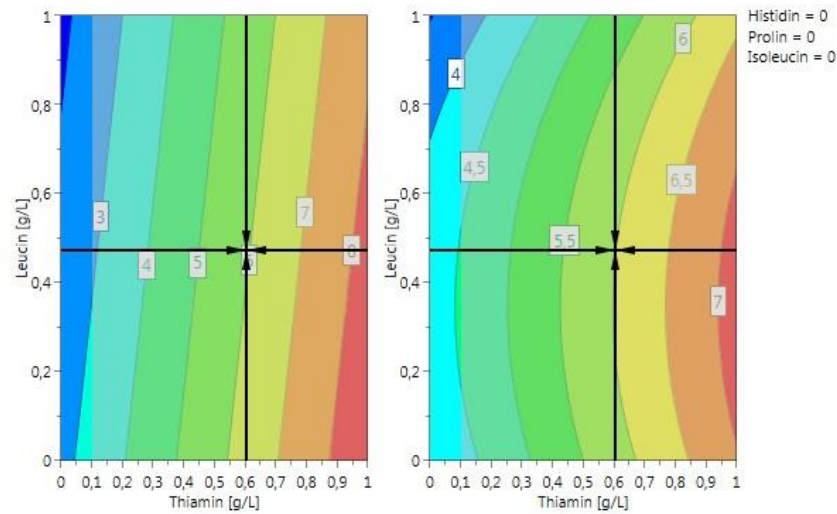 Histidin = 0
Prolin = 0
Isoleucin = 0
Leucin [g/L]
1
0,8
0,6
0,4
0,2
0
3
4
5
6
7
8
0 0,1 0,2 0,3 0,4 0,5 0,6 0,7 0,8 0,9 1
Thiamin [g/L]
Leucin [g/L]
1
0,8
0,6
0,4
0,2
0
4
4,5
5,5
6
6,5
7
0 0,1 0,2 0,3 0,4 0,5 0,6 0,7 0,8 0,9 1
Thiamin [g/L]